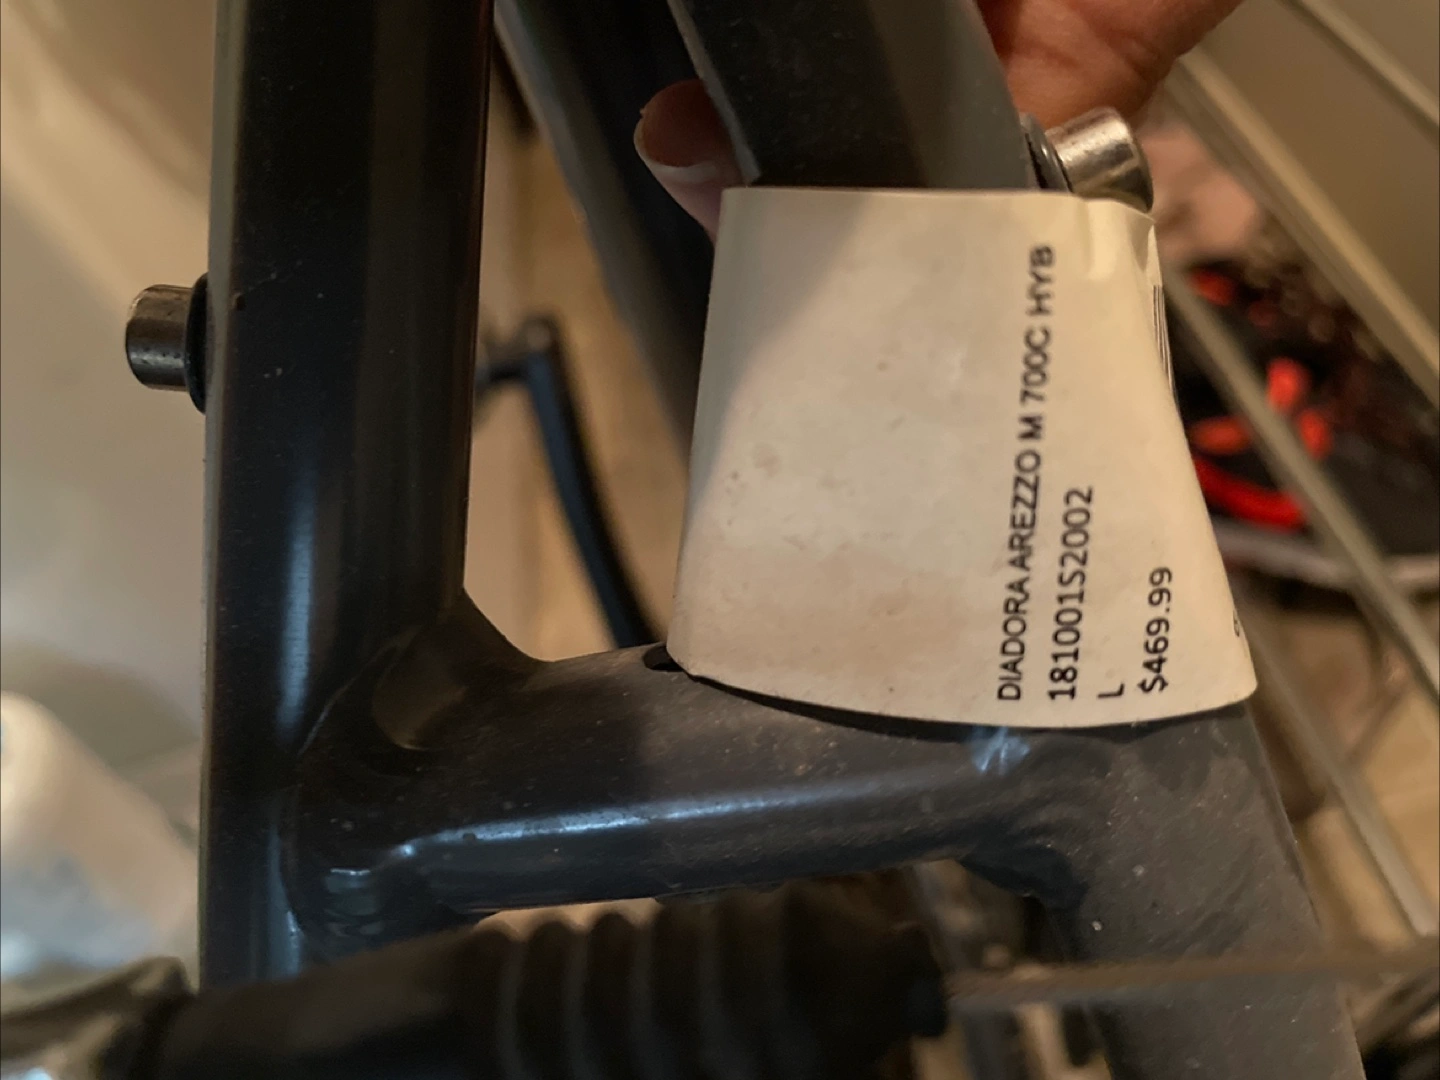 DIADORA AREZZO M 700C HYB
181001S2002
L
$469.99